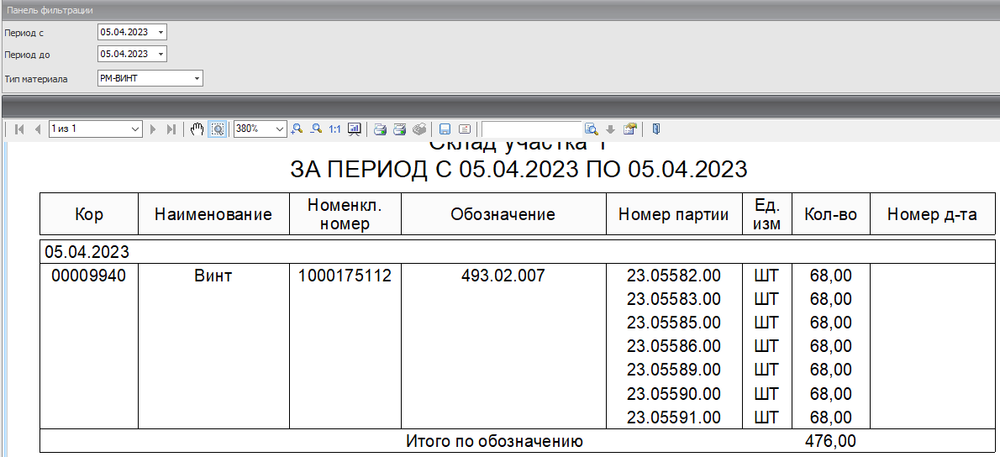 Панель фильтрации
Период с 05.04.2023
Период до 05.04.2023
Тип материала РМ-ВИНТ
1 из 1 380% 1:1
Склад участка 1
ЗА ПЕРИОД С 05.04.2023 ПО 05.04.2023
Кор Наименование Номенкл. номер Обозначение Номер партии Ед. изм Кол-во Номер д-та
05.04.2023
00009940 Винт 1000175112 493.02.007 23.05582.00 ШТ 68,00
23.05583.00 ШТ 68,00
23.05585.00 ШТ 68,00
23.05586.00 ШТ 68,00
23.05589.00 ШТ 68,00
23.05590.00 ШТ 68,00
23.05591.00 ШТ 68,00
Итого по обозначению 476,00